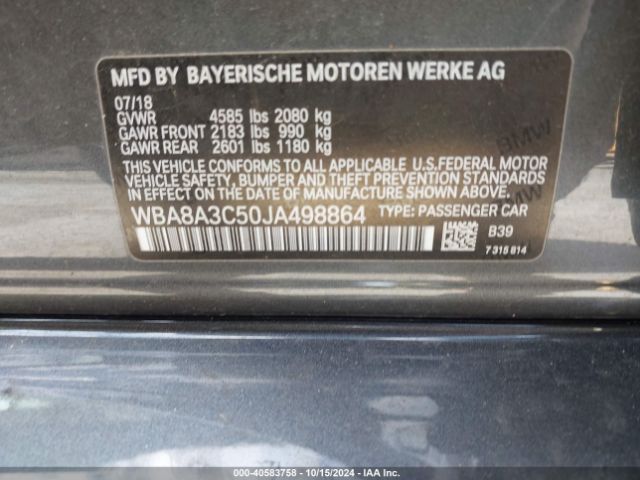 MFD BY BAYERISCHE MOTOREN WERKE AG
07/18
GVWR 4585 lbs 2080 kg
GAWR FRONT 2183 lbs 990 kg
GAWR REAR 2601 lbs 1180 kg
THIS VEHICLE CONFORMS TO ALL APPLICABLE U.S.FEDERAL MOTOR
VEHICLE SAFETY, BUMPER, AND THEFT PREVENTION STANDARDS
IN EFFECT ON THE DATE OF MANUFACTURE SHOWN ABOVE.
WBA8A3C50JA498864 TYPE: PASSENGER CAR
B39
7 315 814
000-40583758 - 10/15/2024 - IAA Inc.